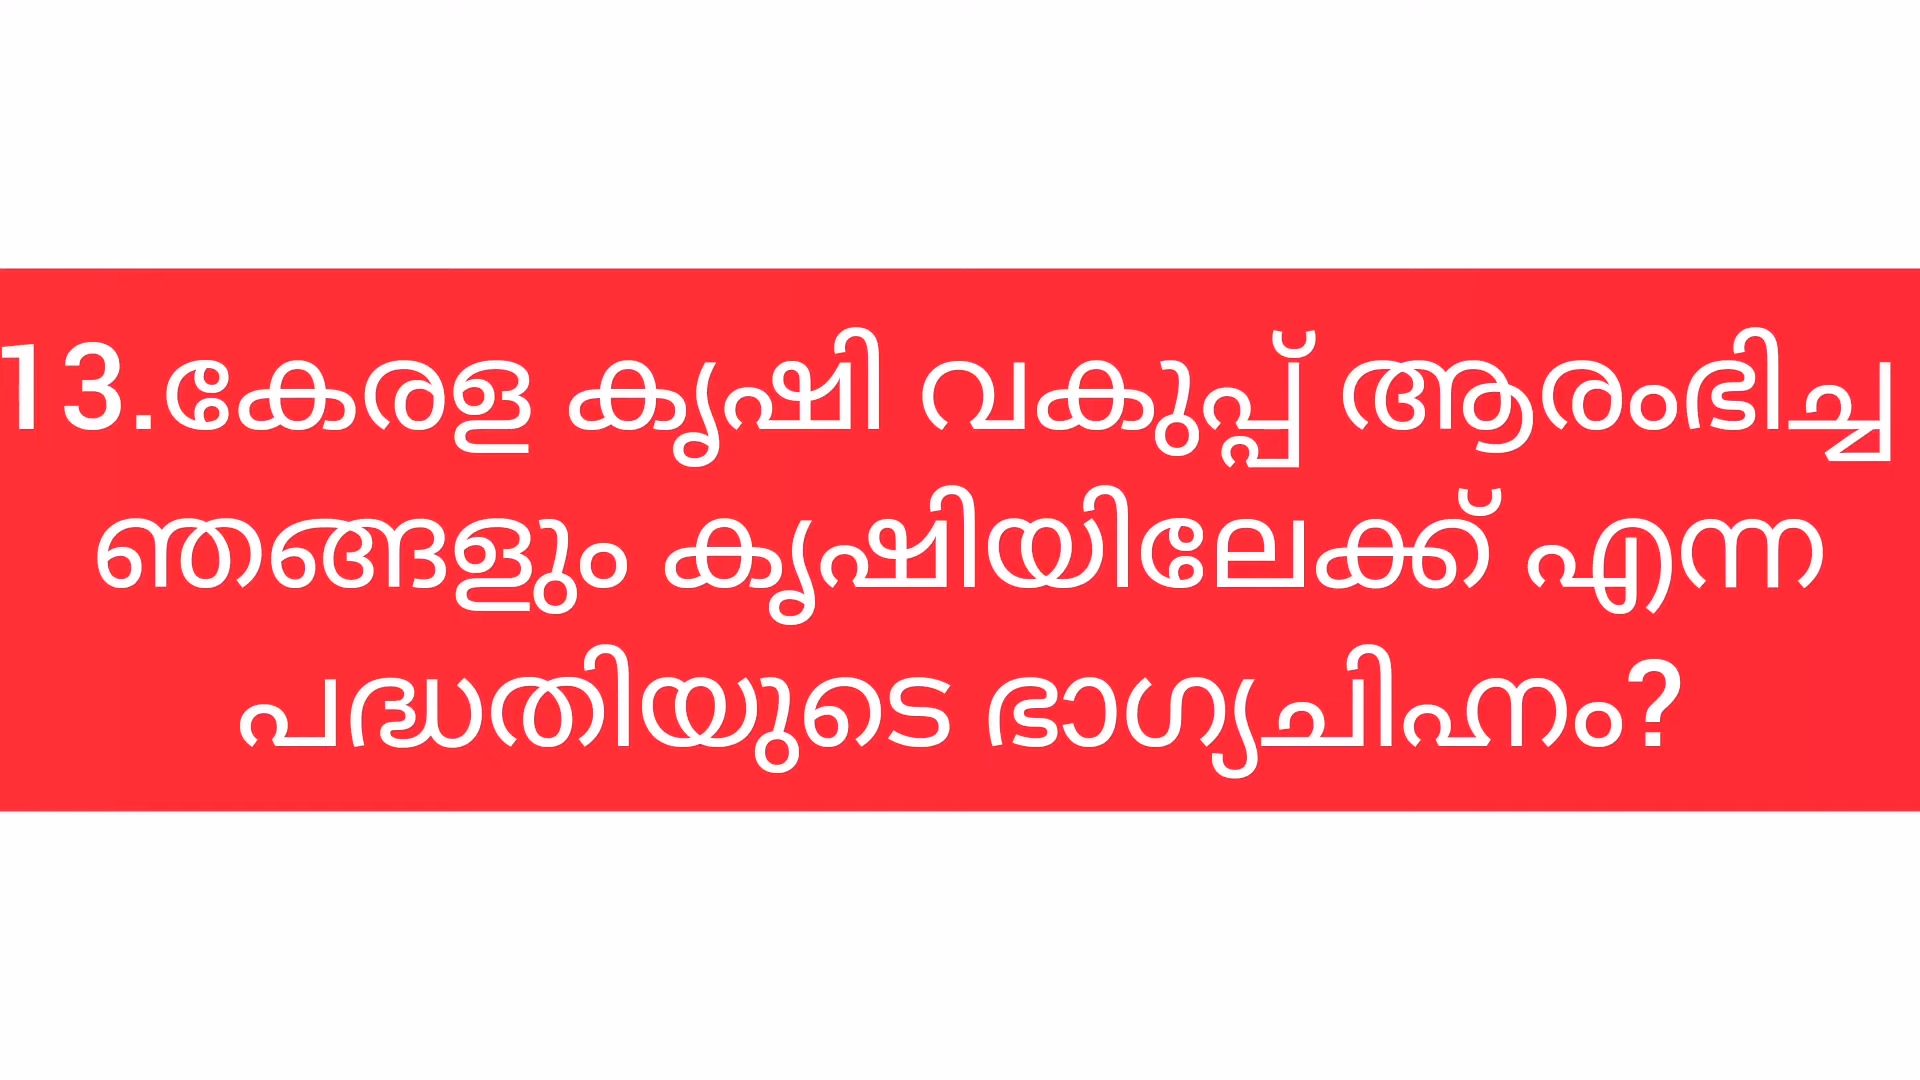 13.കേരള കൃഷി വകുപ്പ് ആരംഭിച്ച
ഞങ്ങളും കൃഷിയിലേക്ക് എന്ന
പദ്ധതിയുടെ ഭാഗ്യചിഹ്നം?